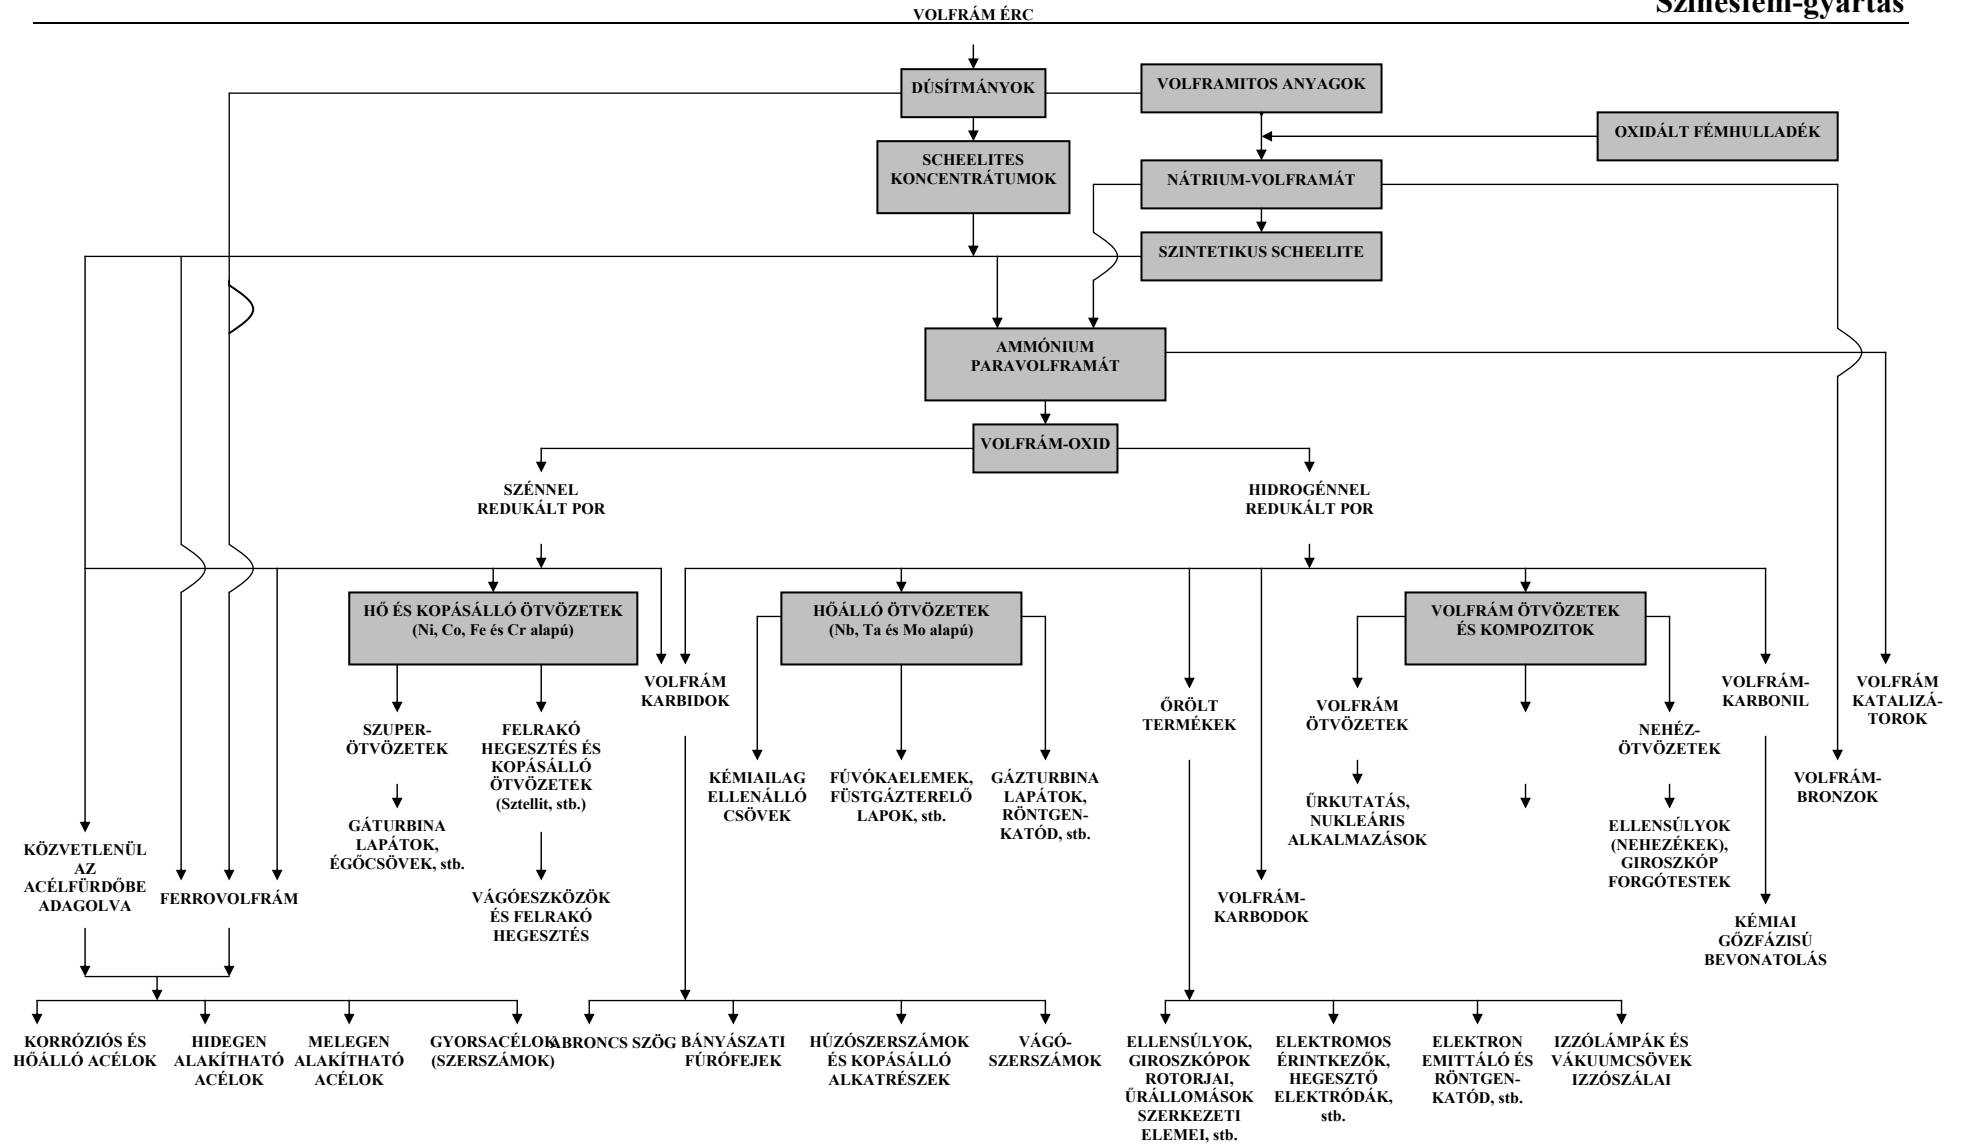 Színesfém-gyártás
VOLFRÁM ÉRC
DÚSÍTMÁNYOK
VOLFRAMITOS ANYAGOK
OXIDÁLT FÉMHULLADÉK
SCHEELITES
KONCENTRÁTUMOK
NÁTRIUM-VOLFRAMÁT
SZINTETIKUS SCHEELITE
AMMÓNIUM
PARAVOLFRAMÁT
VOLFRÁM-OXID
SZÉNNEL
REDUKÁLT POR
HIDROGÉNNEL
REDUKÁLT POR
HŐ ÉS KOPÁSÁLLÓ ÖTVÖZETEK
(Ni, Co, Fe és Cr alapú)
HŐÁLLÓ ÖTVÖZETEK
(Nb, Ta és Mo alapú)
VOLFRÁM ÖTVÖZETEK
ÉS KOMPOZITOK
VOLFRÁM
KARBIDOK
SZUPER-
ÖTVÖZETEK
FELRAKÓ
HEGESZTÉS ÉS
KOPÁSÁLLÓ
ÖTVÖZETEK
(Sztellit, stb.)
ŐRÖLT
TERMÉKEK
VOLFRÁM
ÖTVÖZETEK
NEHÉZ-
ÖTVÖZETEK
VOLFRÁM-
KARBONIL
VOLFRÁM
KATALIZÁ-
TOROK
KÉMIAILAG
ELLENÁLLÓ
CSÖVEK
FÚVÓKAELEMEK,
FÜSTGÁZTERELŐ
LAPOK, stb.
GÁZTURBINA
LAPÁTOK,
RÖNTGEN-
KATÓD, stb.
VOLFRÁM-
BRONZOK
GÁTURBINA
LAPÁTOK,
ÉGŐCSÖVEK, stb.
ŰRKUTATÁS,
NUKLEÁRIS
ALKALMAZÁSOK
ELLENSÚLYOK
(NEHEZÉKEK),
GIROSZKÓP
FORGÓTESTEK
KÖZVETLENÜL
AZ
ACÉLFÜRDŐBE
ADAGOLVA
FERROVOLFRÁM
VÁGÓESZKÖZÖK
ÉS FELRAKÓ
HEGESZTÉS
VOLFRÁM-
KARBODOK
KÉMIAI
GŐZFÁZISÚ
BEVONATOLÁS
KORRÓZIÓS ÉS
HŐÁLLÓ ACÉLOK
HIDEGEN
ALAKÍTHATÓ
ACÉLOK
MELEGEN
ALAKÍTHATÓ
ACÉLOK
GYORSACÉLOK
(SZERSZÁMOK)
ABRONCS SZÖG
BÁNYÁSZATI
FÚRÓFEJEK
HÚZÓSZERSZÁMOK
ÉS KOPÁSÁLLÓ
ALKATRÉSZEK
VÁGÓ-
SZERSZÁMOK
ELLENSÚLYOK,
GIROSZKÓPOK
ROTORJAI,
ŰRÁLLOMÁSOK
SZERKEZETI
ELEMEI, stb.
ELEKTROMOS
ÉRINTKEZŐK,
HEGESZTŐ
ELEKTRÓDÁK,
stb.
ELEKTRON
EMITTÁLÓ ÉS
RÖNTGEN-
KATÓD, stb.
IZZÓLÁMPÁK ÉS
VÁKUUMCSÖVEK
IZZÓSZÁLAI